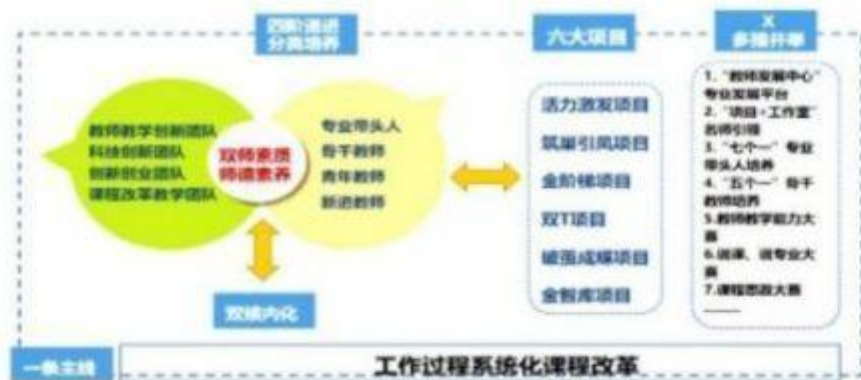 四阶递进
分类培养
六大项目
X
多措并举
教师教学创新团队
科技创新团队
创新创业团队
课程改革教学团队
双师素质
师德素养
专业带头人
骨干教师
青年教师
新进教师
活力激发项目
筑巢引凤项目
金阶梯项目
双T项目
破茧成蝶项目
金智库项目
1、“教师发展中心”
专业发展平台
2、“项目+工作室”
名师引领
3、“七个一”专业
带头人培养
4、“五个一”骨干
教师培养
5.教师教学能力大
赛
6.说课、说专业大
赛
7.课程思政大赛
——
双核内化
一条主线
工作过程系统化课程改革